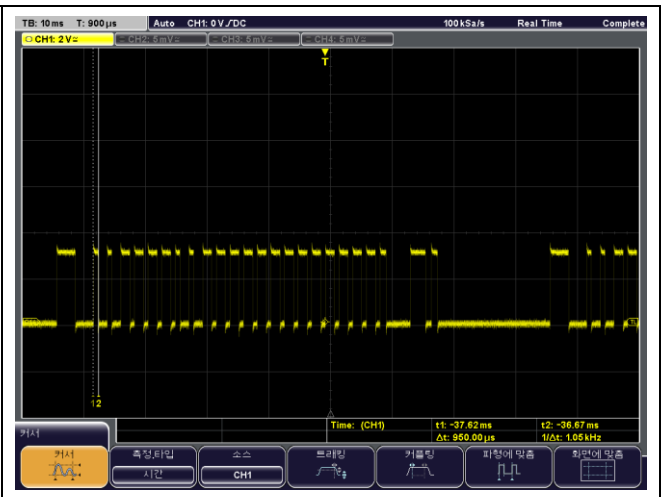 TB: 10 ms T: 900 µs Auto CH1: 0 V DC 100 kSa/s Real Time Complete
CH1: 2 V CH2: 5 mV CH3: 5 mV CH4: 5 mV
T
1 2
Time: (CH1) t1: -37.62 ms t2: -36.67 ms
Δt: 950.00 µs 1/Δt: 1.05 kHz
커서
커서 측정,타입 소스 트래킹 커플링 파형에 맞춤 화면에 맞춤
시간 CH1